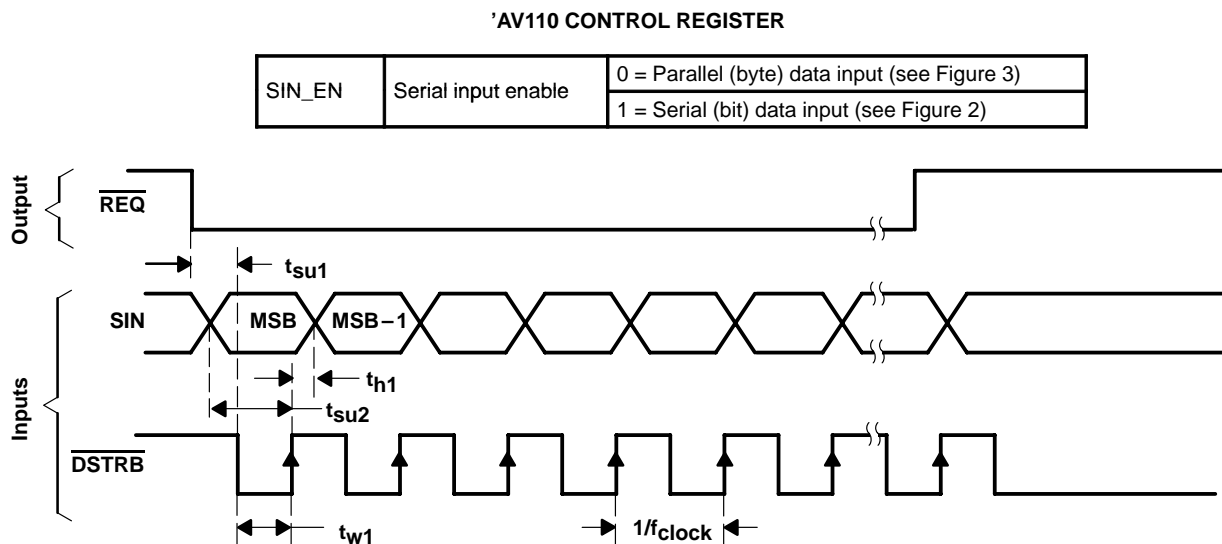 'AV110 CONTROL REGISTER
SIN_EN
Serial input enable
0 = Parallel (byte) data input (see Figure 3)
1 = Serial (bit) data input (see Figure 2)
Output
REQ
tsu1
Inputs
SIN
MSB
MSB–1
th1
tsu2
DSTRB
tw1
1/fclock